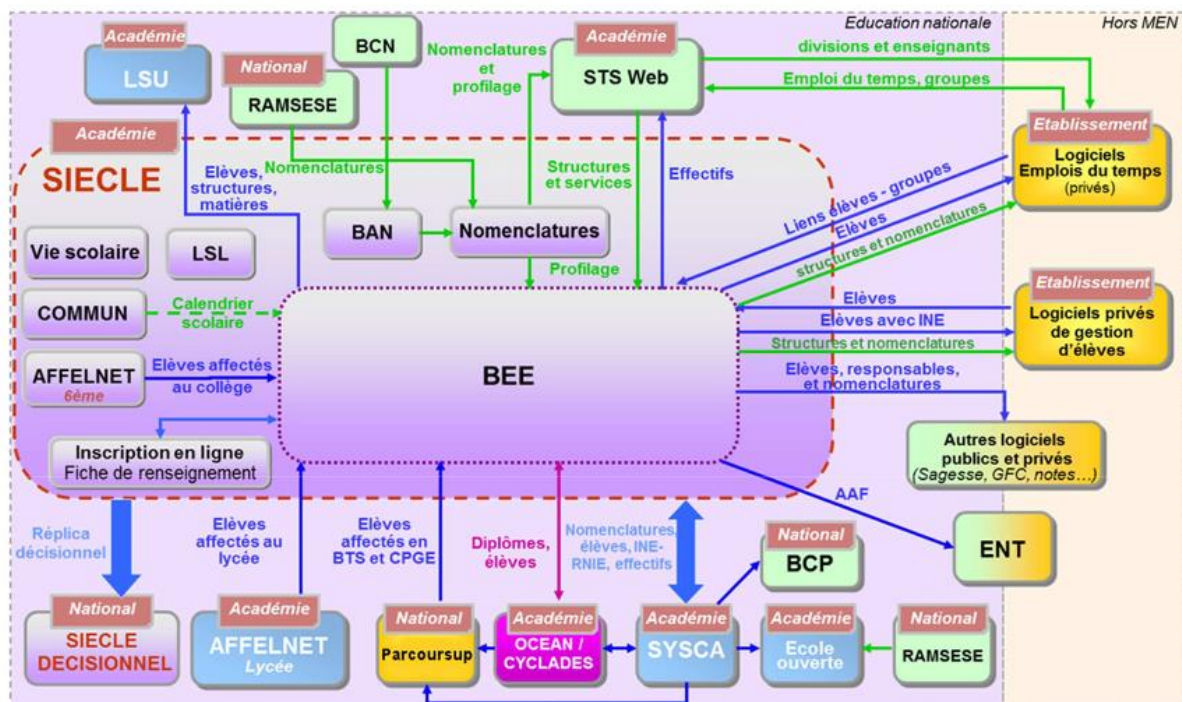 Education nationale
Hors MEN
Académie
LSU
National
RAMSESE
BCN
Nomenclatures
et
profilage
Académie
STS Web
divisions et enseignants
Emploi du temps, groupes
Etablissement
Logiciels
Emplois du temps
(privés)
Académie
SIECLE
Elèves,
structures,
matières
Nomenclatures
Structures
et services
Effectifs
Liens élèves - groupes
Elèves
structures et nomenclatures
BAN
Nomenclatures
Profilage
Vie scolaire
LSL
COMMUN
Calendrier
scolaire
AFFELNET
6ème
Elèves affectés
au collège
BEE
Inscription en ligne
Fiche de renseignement
Elèves
Elèves avec INE
Structures et nomenclatures
Elèves, responsables,
et nomenclatures
Etablissement
Logiciels privés
de gestion
d'élèves
Autres logiciels
publics et privés
(Sagesse, GFC, notes...)
AAF
ENT
Réplica
décisionnel
Elèves
affectés au
lycée
Elèves
affectés en
BTS et CPGE
Diplômes,
élèves
Nomenclatures,
élèves, INE-
RNIE, effectifs
National
BCP
National
SIECLE
DECISIONNEL
Académie
AFFELNET
Lycée
National
Parcoursup
Académie
OCEAN /
CYCLADES
Académie
SYSCA
Académie
Ecole
ouverte
National
RAMSESE